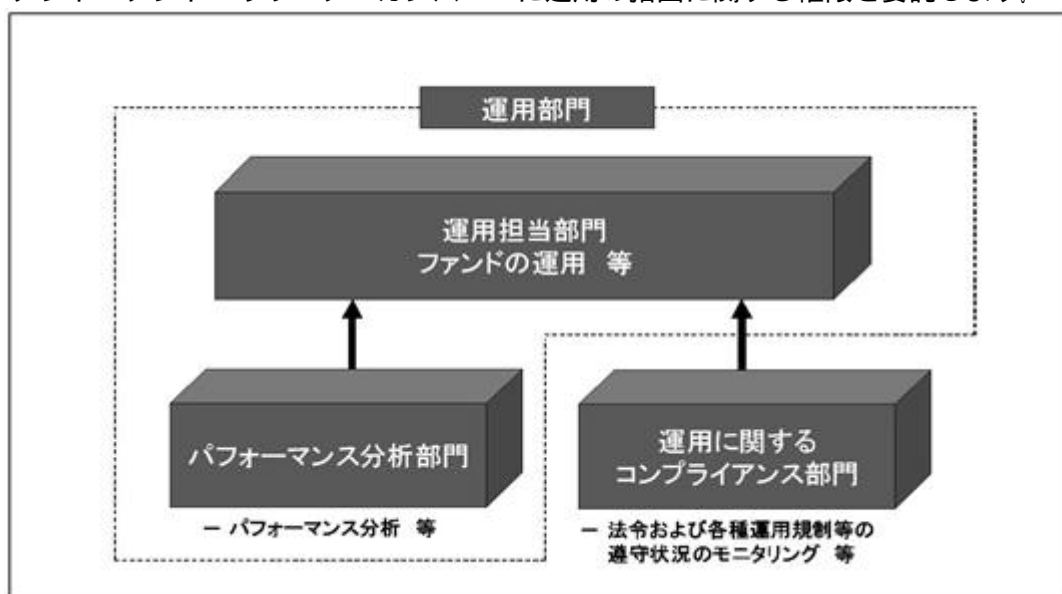 運用部門
運用担当部門
ファンドの運用 等
パフォーマンス分析部門
運用に関する
コンプライアンス部門
－ パフォーマンス分析 等
－ 法令および各種運用規制等の
遵守状況のモニタリング 等